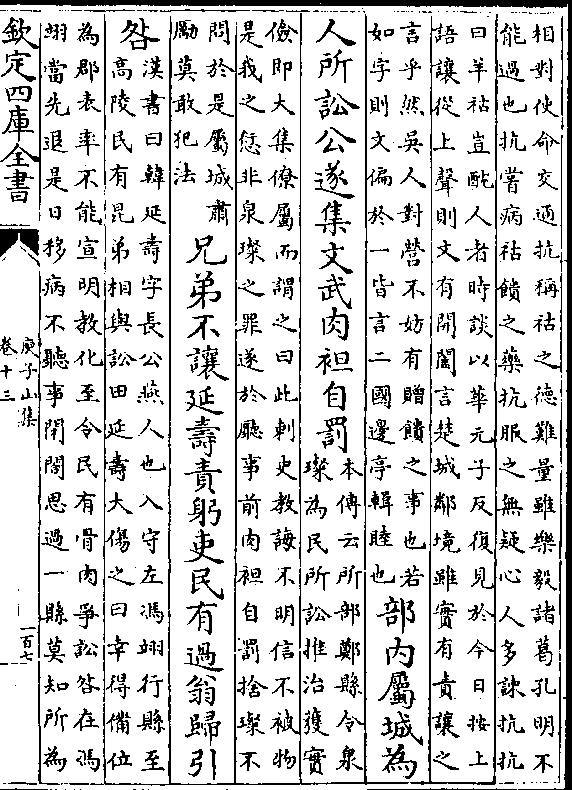 相對使命交通抗稱祜之德難量雖樂毅諸葛孔明不
能過也抗嘗病祜饋之藥抗服之無疑心人多諫抗抗
曰羊祜豈酖人者時談以華元子反復見於今日按上
語讓從上聲則文有開闔言楚城鄰境雖實有責讓之
言乎然吳人對營不妨有贈饋之事也若
如字則文偏於一皆言二國邊亭輯睦也
部內屬城為
人所訟公遂集文武肉袒自罰
本傳云所部鄭縣令泉
璨為民所訟推治獲實
儉即大集僚屬而謂之曰此刺史教誨不明信不被物
是我之愆非泉璨之罪遂於廳事前肉袒自罰捨璨不
問於是屬城肅
勵莫敢犯法
兄弟不讓延壽責躬吏民有過翁歸引
咎
漢書曰韓延壽字長公燕人也入守左馮翊行縣至
高陵民有昆弟相與訟田延壽大傷之曰幸得備位
為郡表率不能宣明教化至令民有骨肉爭訟咎在馮
翊當先退是日移病不聽事閉閤思過一縣莫知所為
欽定四庫全書
庾子山集
卷十三
一百七